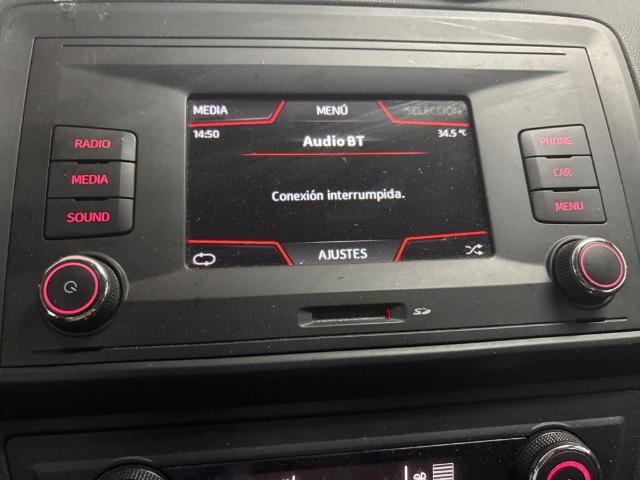 MEDIA MENÚ SELECCIÓN
14:50 Audio BT 34.5 °C
RADIO PHONE
MEDIA CAR
Conexión interrumpida.
SOUND MENU
AJUSTES
SD